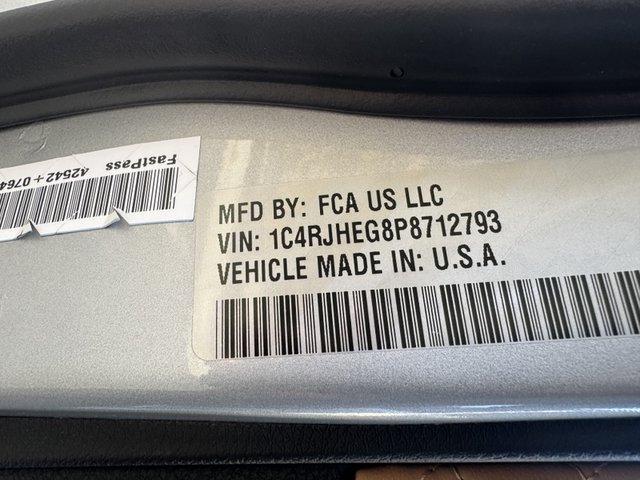 MFD BY: FCA US LLC
VIN: 1C4RJHEG8P8712793
VEHICLE MADE IN: U.S.A.
FastPass